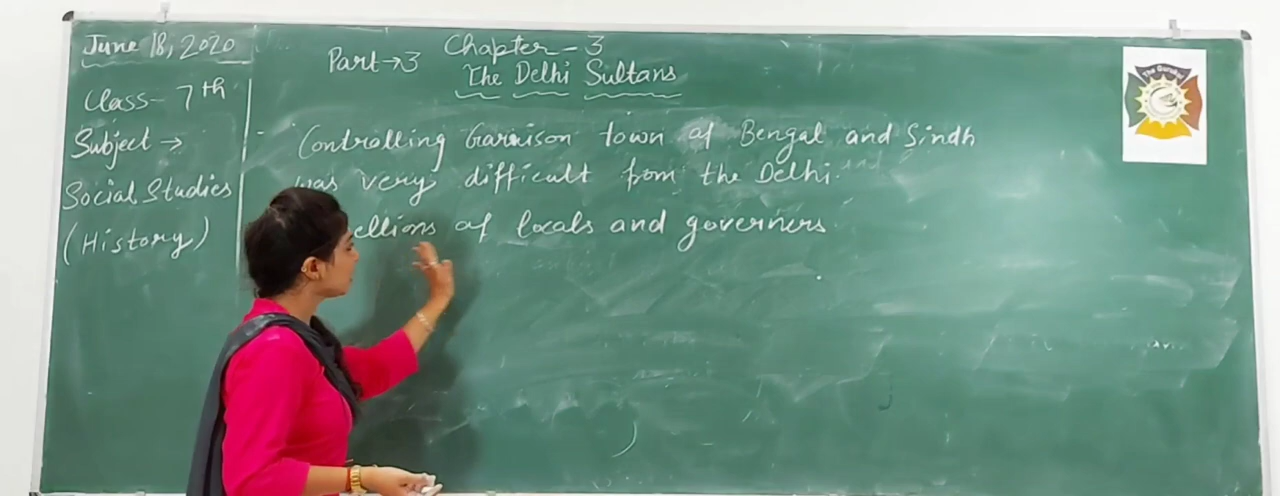 June 18, 2020
Class- 7th
Subject →
Social Studies
(History)
Part→3
Chapter - 3
The Delhi Sultans
Controlling Garrison town of Bengal and Sindh
was very difficult from the Delhi.
ellions of locals and governers